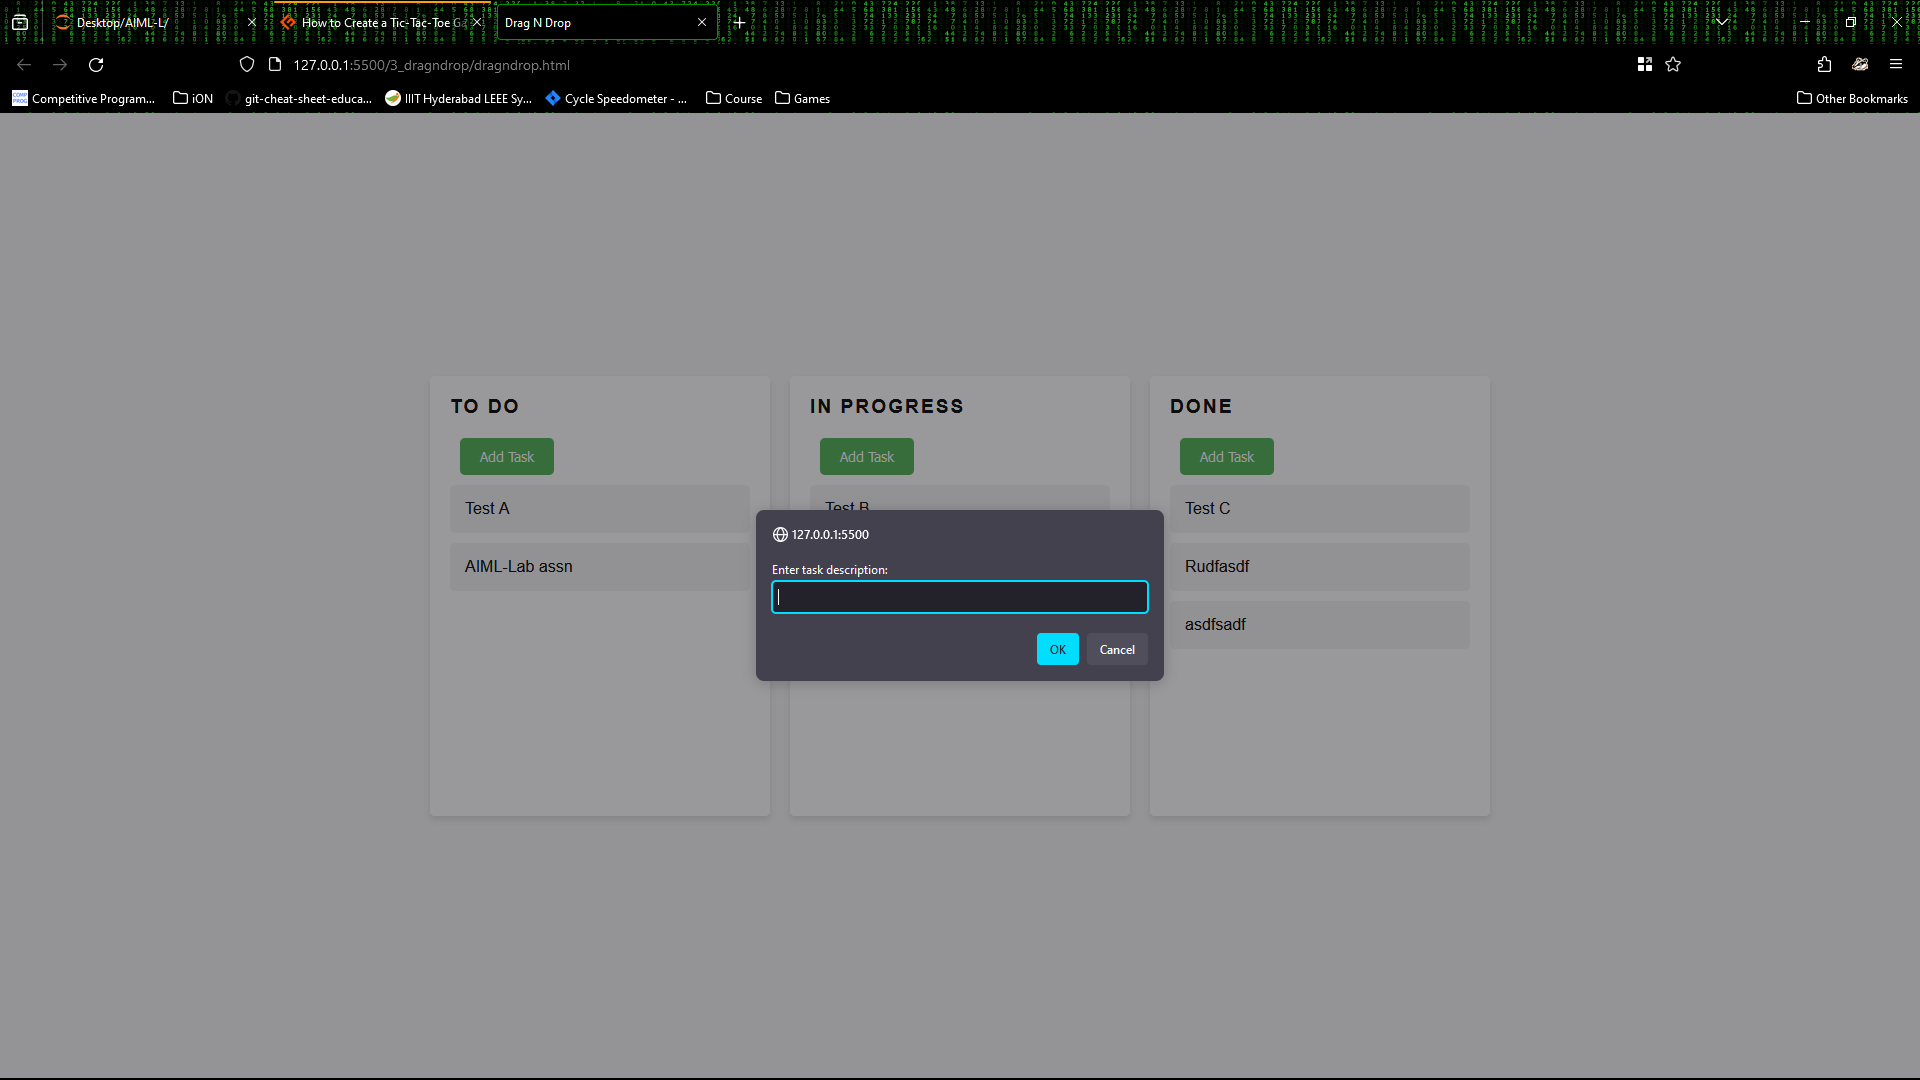 Desktop/AIML-L/
How to Create a Tic-Tac-Toe Ga
Drag N Drop
127.0.0.1:5500/3_dragndrop/dragndrop.html
Competitive Program...
iON
git-cheat-sheet-educa...
IIIT Hyderabad LEEE Sy...
Cycle Speedometer - ...
Course
Games
Other Bookmarks
TO DO
Add Task
Test A
AIML-Lab assn
IN PROGRESS
Add Task
Test B
DONE
Add Task
Test C
Rudfasdf
asdfsadf
127.0.0.1:5500
Enter task description:
OK
Cancel